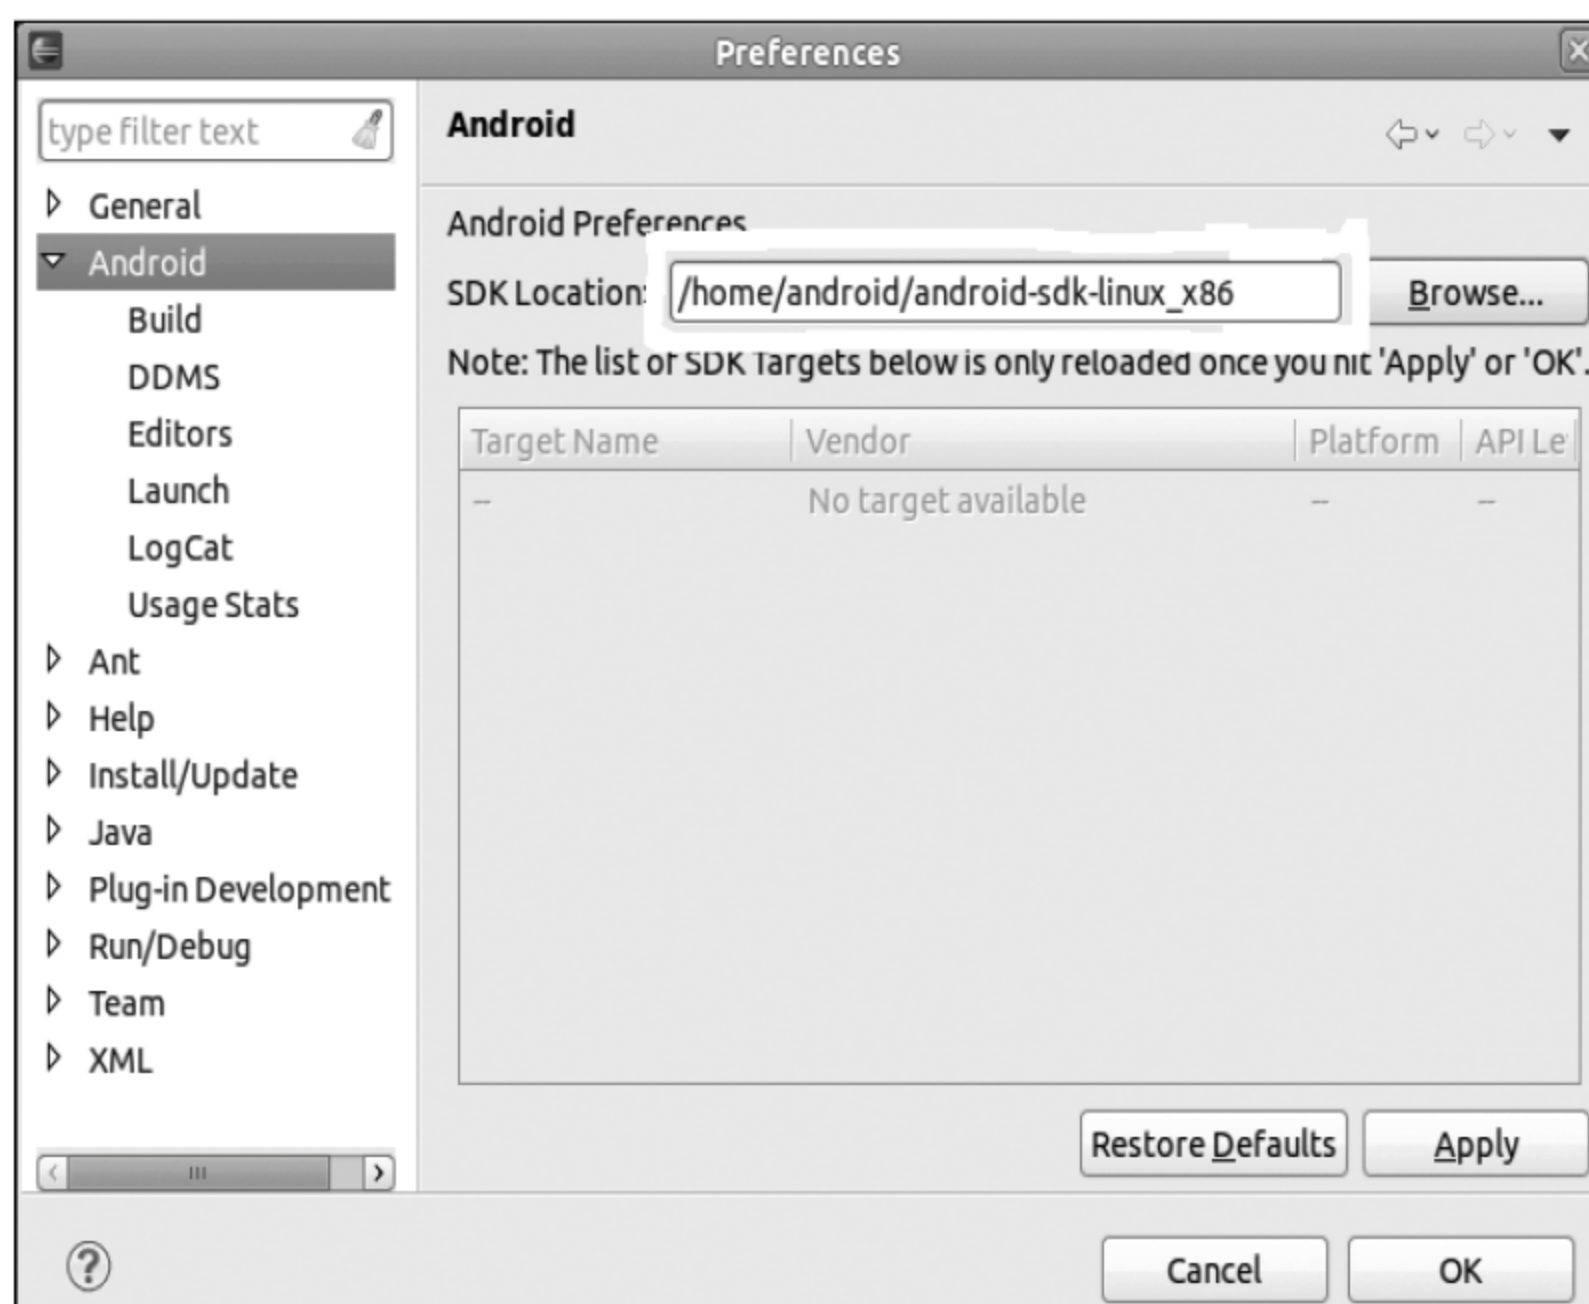 Preferences
type filter text
General
Android
Build
DDMS
Editors
Launch
LogCat
Usage Stats
Ant
Help
Install/Update
Java
Plug-in Development
Run/Debug
Team
XML
Android
Android Preferences
SDK Location: /home/android/android-sdk-linux_x86 Browse...
Note: The list of SDK Targets below is only reloaded once you hit 'Apply' or 'OK'.
Target Name Vendor Platform API Le
-- No target available -- --
Restore Defaults Apply
Cancel OK